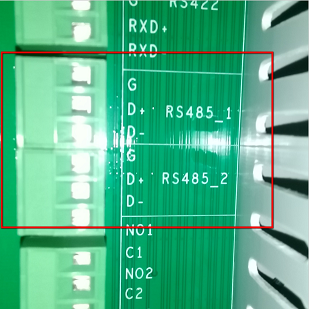 G RS422
RXD+
RXD-
G
D+ RS485_1
D-
G
D+ RS485_2
D-
NO1
C1
NO2
C2